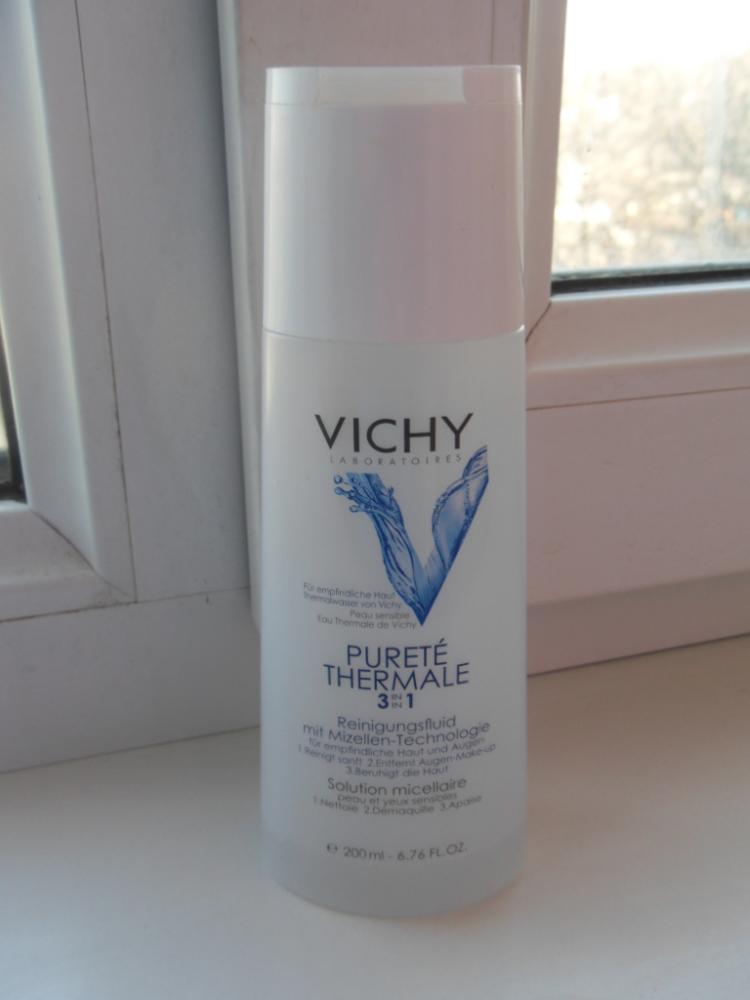 VICHY
LABORATOIRES
Für empfindliche Haut
Thermalwasser von Vichy
Peau sensible
Eau Thermale de Vichy
PURETÉ
THERMALE
3 IN IN 1
Reinigungsfluid
mit Mizellen-Technologie
für empfindliche Haut und Augen
1.Reinigt sanft 2.Entfernt Augen-Make-up
3.Beruhigt die Haut
Solution micellaire
peau et yeux sensibles
1.Nettoie 2.Démaquille 3.Apaise
℮ 200 ml - 6.76 FL.OZ.